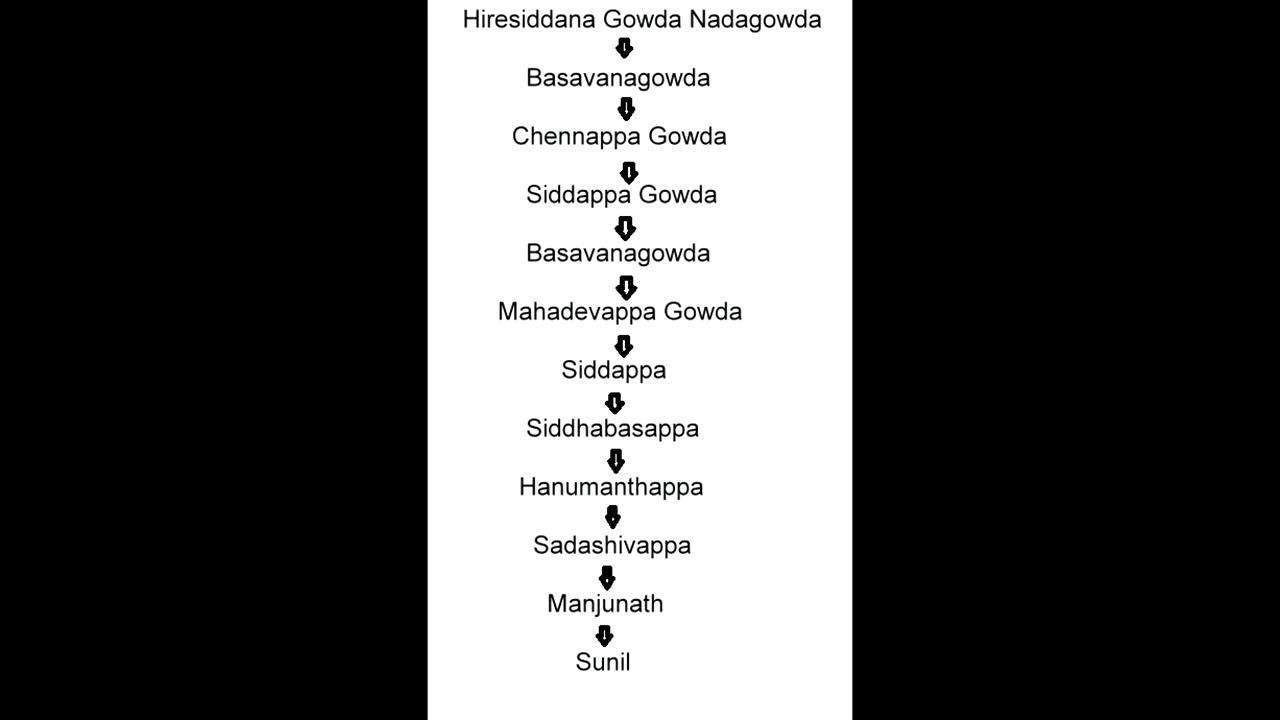 Hiresiddana Gowda Nadagowda
Basavanagowda
Chennappa Gowda
Siddappa Gowda
Basavanagowda
Mahadevappa Gowda
Siddappa
Siddhabasappa
Hanumanthappa
Sadashivappa
Manjunath
Sunil